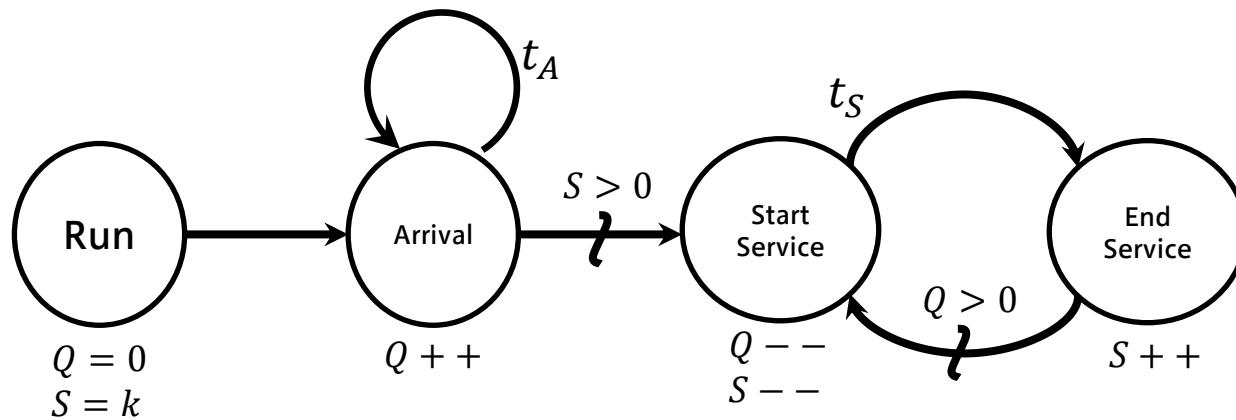 t_A
t_S
S > 0
Run
Arrival
Start
Service
End
Service
Q > 0
Q = 0
S = k
Q + +
Q − −
S − −
S + +